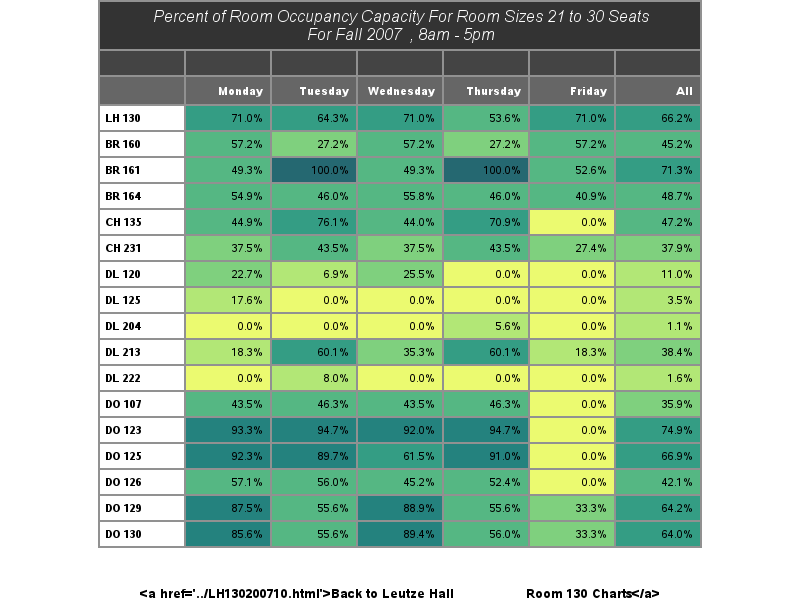 Percent of Room Occupancy Capacity For Room Sizes 21 to 30 Seats
For Fall 2007 , 8am - 5pm
Monday Tuesday Wednesday Thursday Friday All
LH 130 71.0% 64.3% 71.0% 53.6% 71.0% 66.2%
BR 160 57.2% 27.2% 57.2% 27.2% 57.2% 45.2%
BR 161 49.3% 100.0% 49.3% 100.0% 52.6% 71.3%
BR 164 54.9% 46.0% 55.8% 46.0% 40.9% 48.7%
CH 135 44.9% 76.1% 44.0% 70.9% 0.0% 47.2%
CH 231 37.5% 43.5% 37.5% 43.5% 27.4% 37.9%
DL 120 22.7% 6.9% 25.5% 0.0% 0.0% 11.0%
DL 125 17.6% 0.0% 0.0% 0.0% 0.0% 3.5%
DL 204 0.0% 0.0% 0.0% 5.6% 0.0% 1.1%
DL 213 18.3% 60.1% 35.3% 60.1% 18.3% 38.4%
DL 222 0.0% 8.0% 0.0% 0.0% 0.0% 1.6%
DO 107 43.5% 46.3% 43.5% 46.3% 0.0% 35.9%
DO 123 93.3% 94.7% 92.0% 94.7% 0.0% 74.9%
DO 125 92.3% 89.7% 61.5% 91.0% 0.0% 66.9%
DO 126 57.1% 56.0% 45.2% 52.4% 0.0% 42.1%
DO 129 87.5% 55.6% 88.9% 55.6% 33.3% 64.2%
DO 130 85.6% 55.6% 89.4% 56.0% 33.3% 64.0%
<a href='../LH130200710.html'>Back to Leutze Hall Room 130 Charts</a>